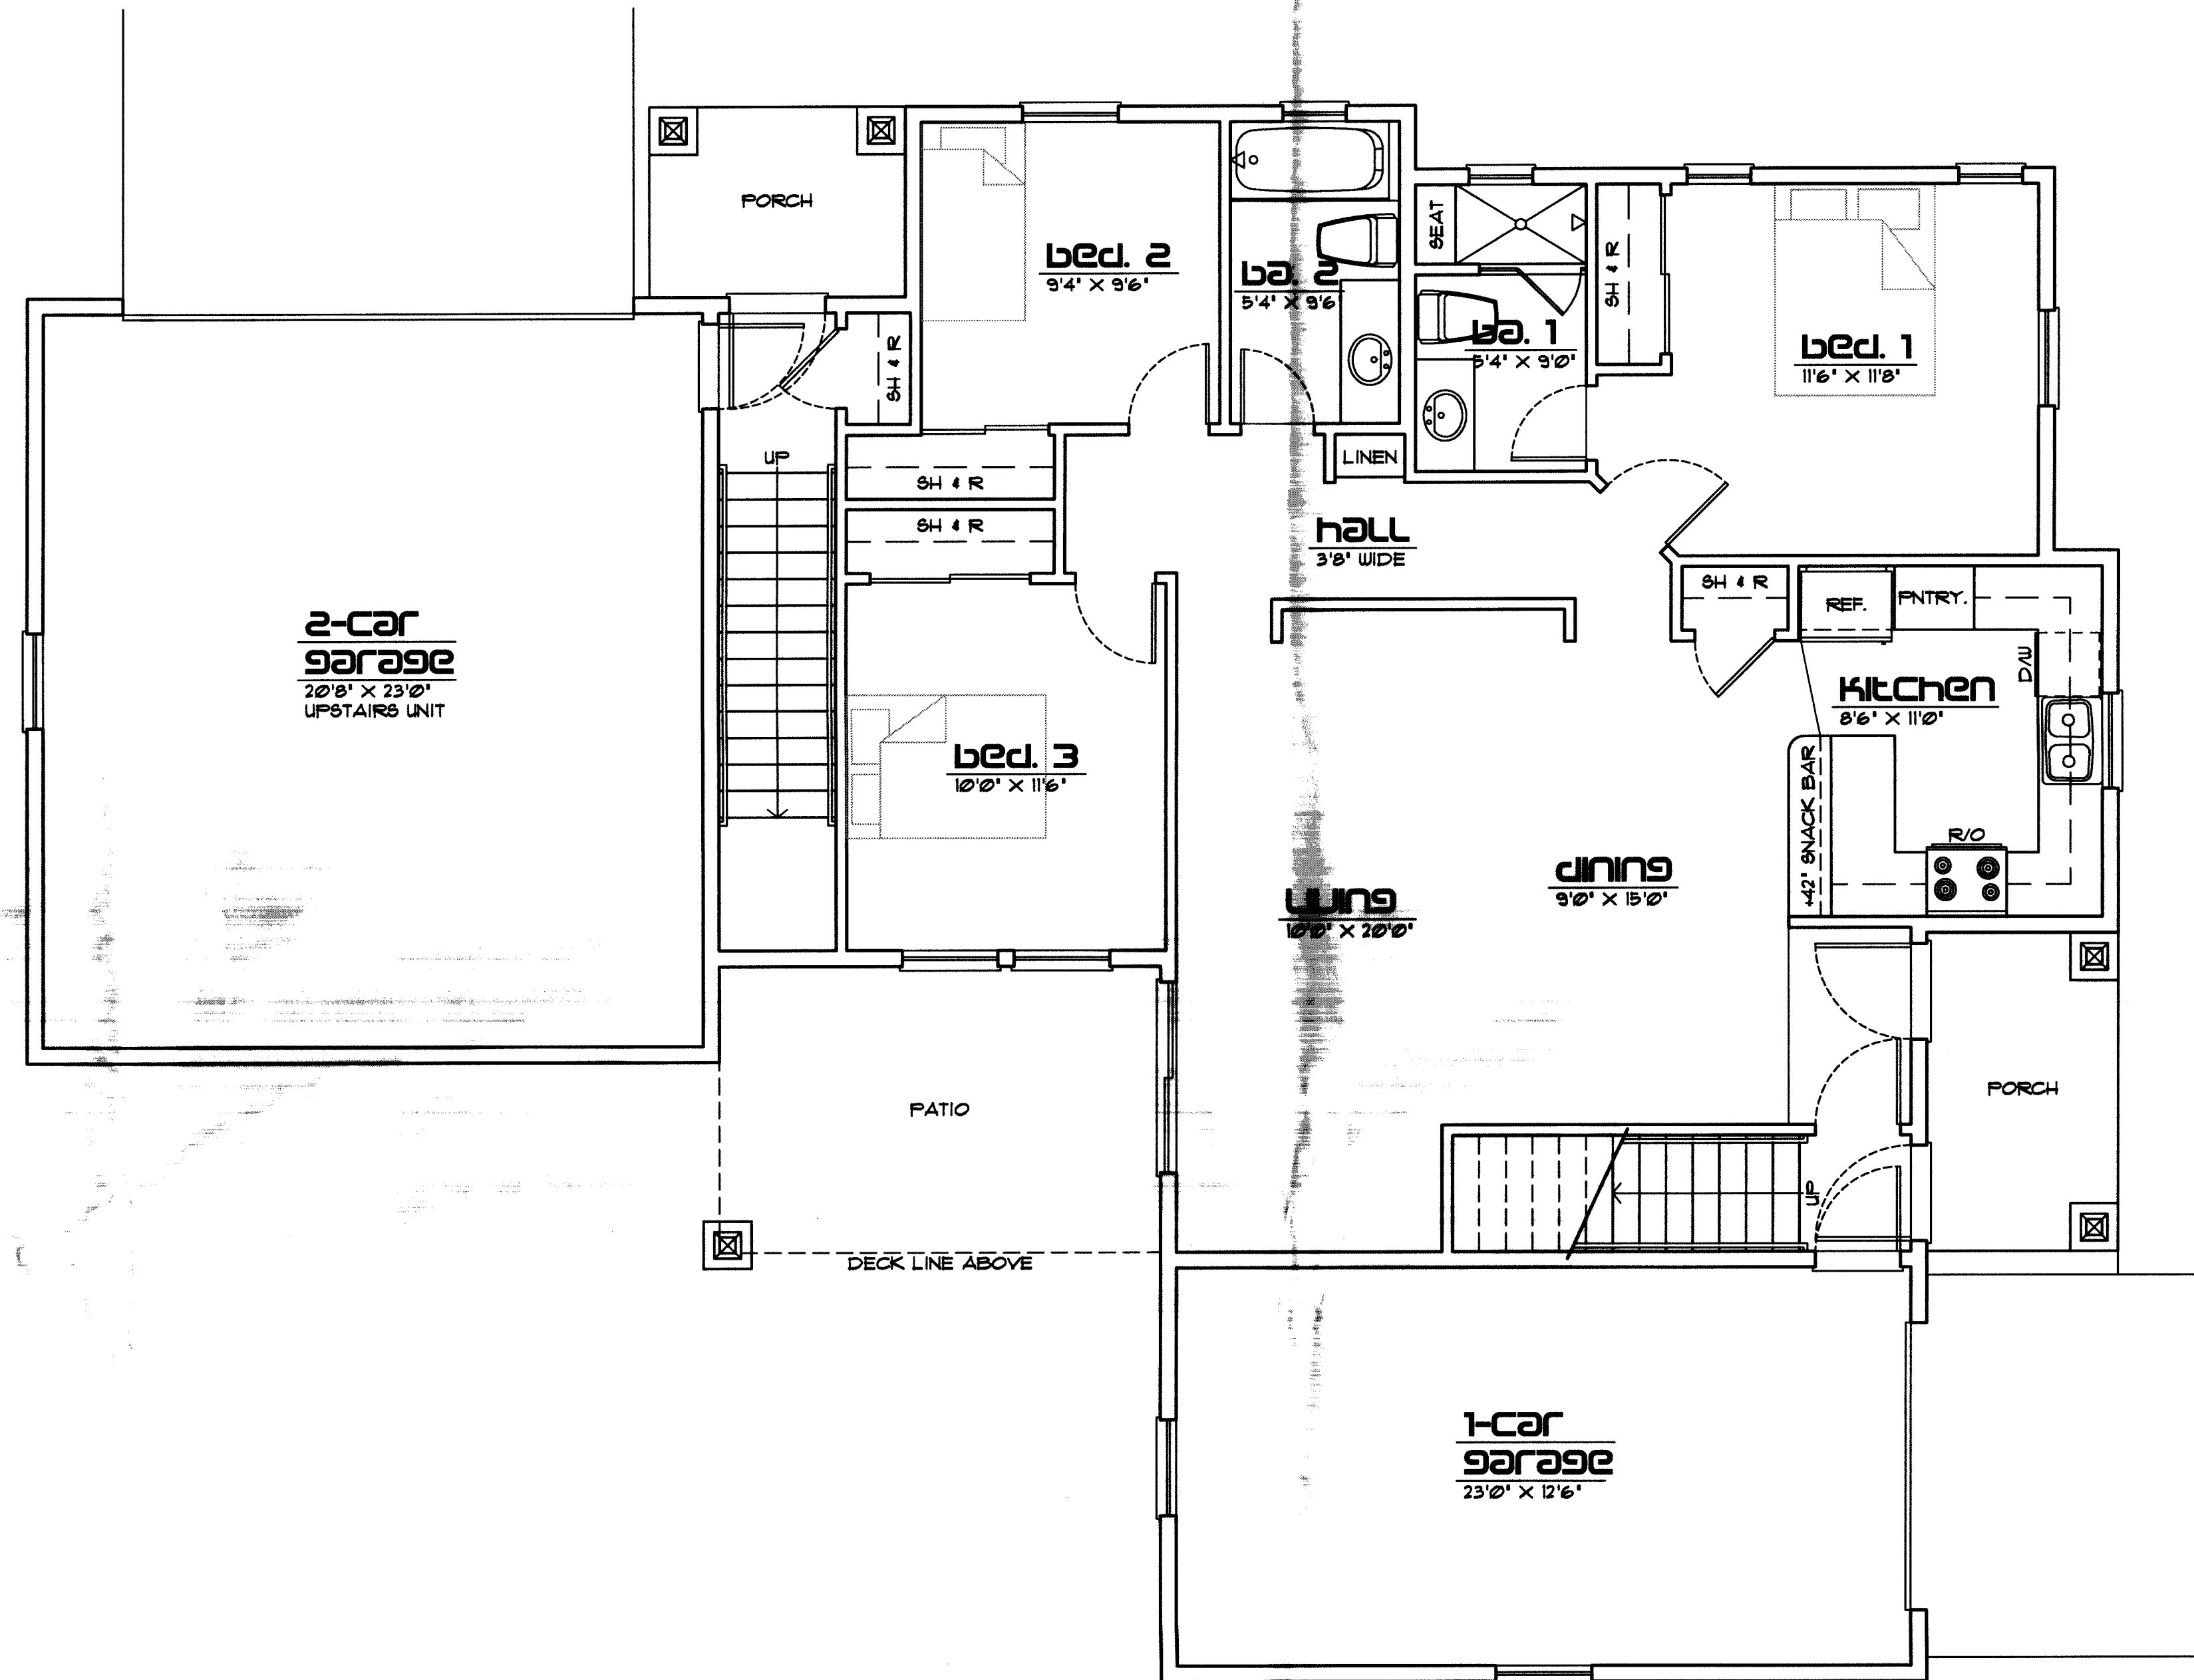 PORCH
bed. 2
9'4" X 9'6"
ba. 2
5'4" X 9'6"
SEAT
SH & R
ba. 1
5'4" X 9'0"
bed. 1
11'6" X 11'8"
SH & R
UP
SH & R
SH & R
LINEN
hall
3'8" WIDE
SH & R
REF.
PNTRY.
2-car
garage
20'8" X 23'0"
UPSTAIRS UNIT
D/W
kitchen
8'6" X 11'0"
bed. 3
10'0" X 11'6"
+42" SNACK BAR
R/O
dining
9'0" X 15'0"
living
10'0" X 20'0"
PATIO
PORCH
UP
DECK LINE ABOVE
1-car
garage
23'0" X 12'6"